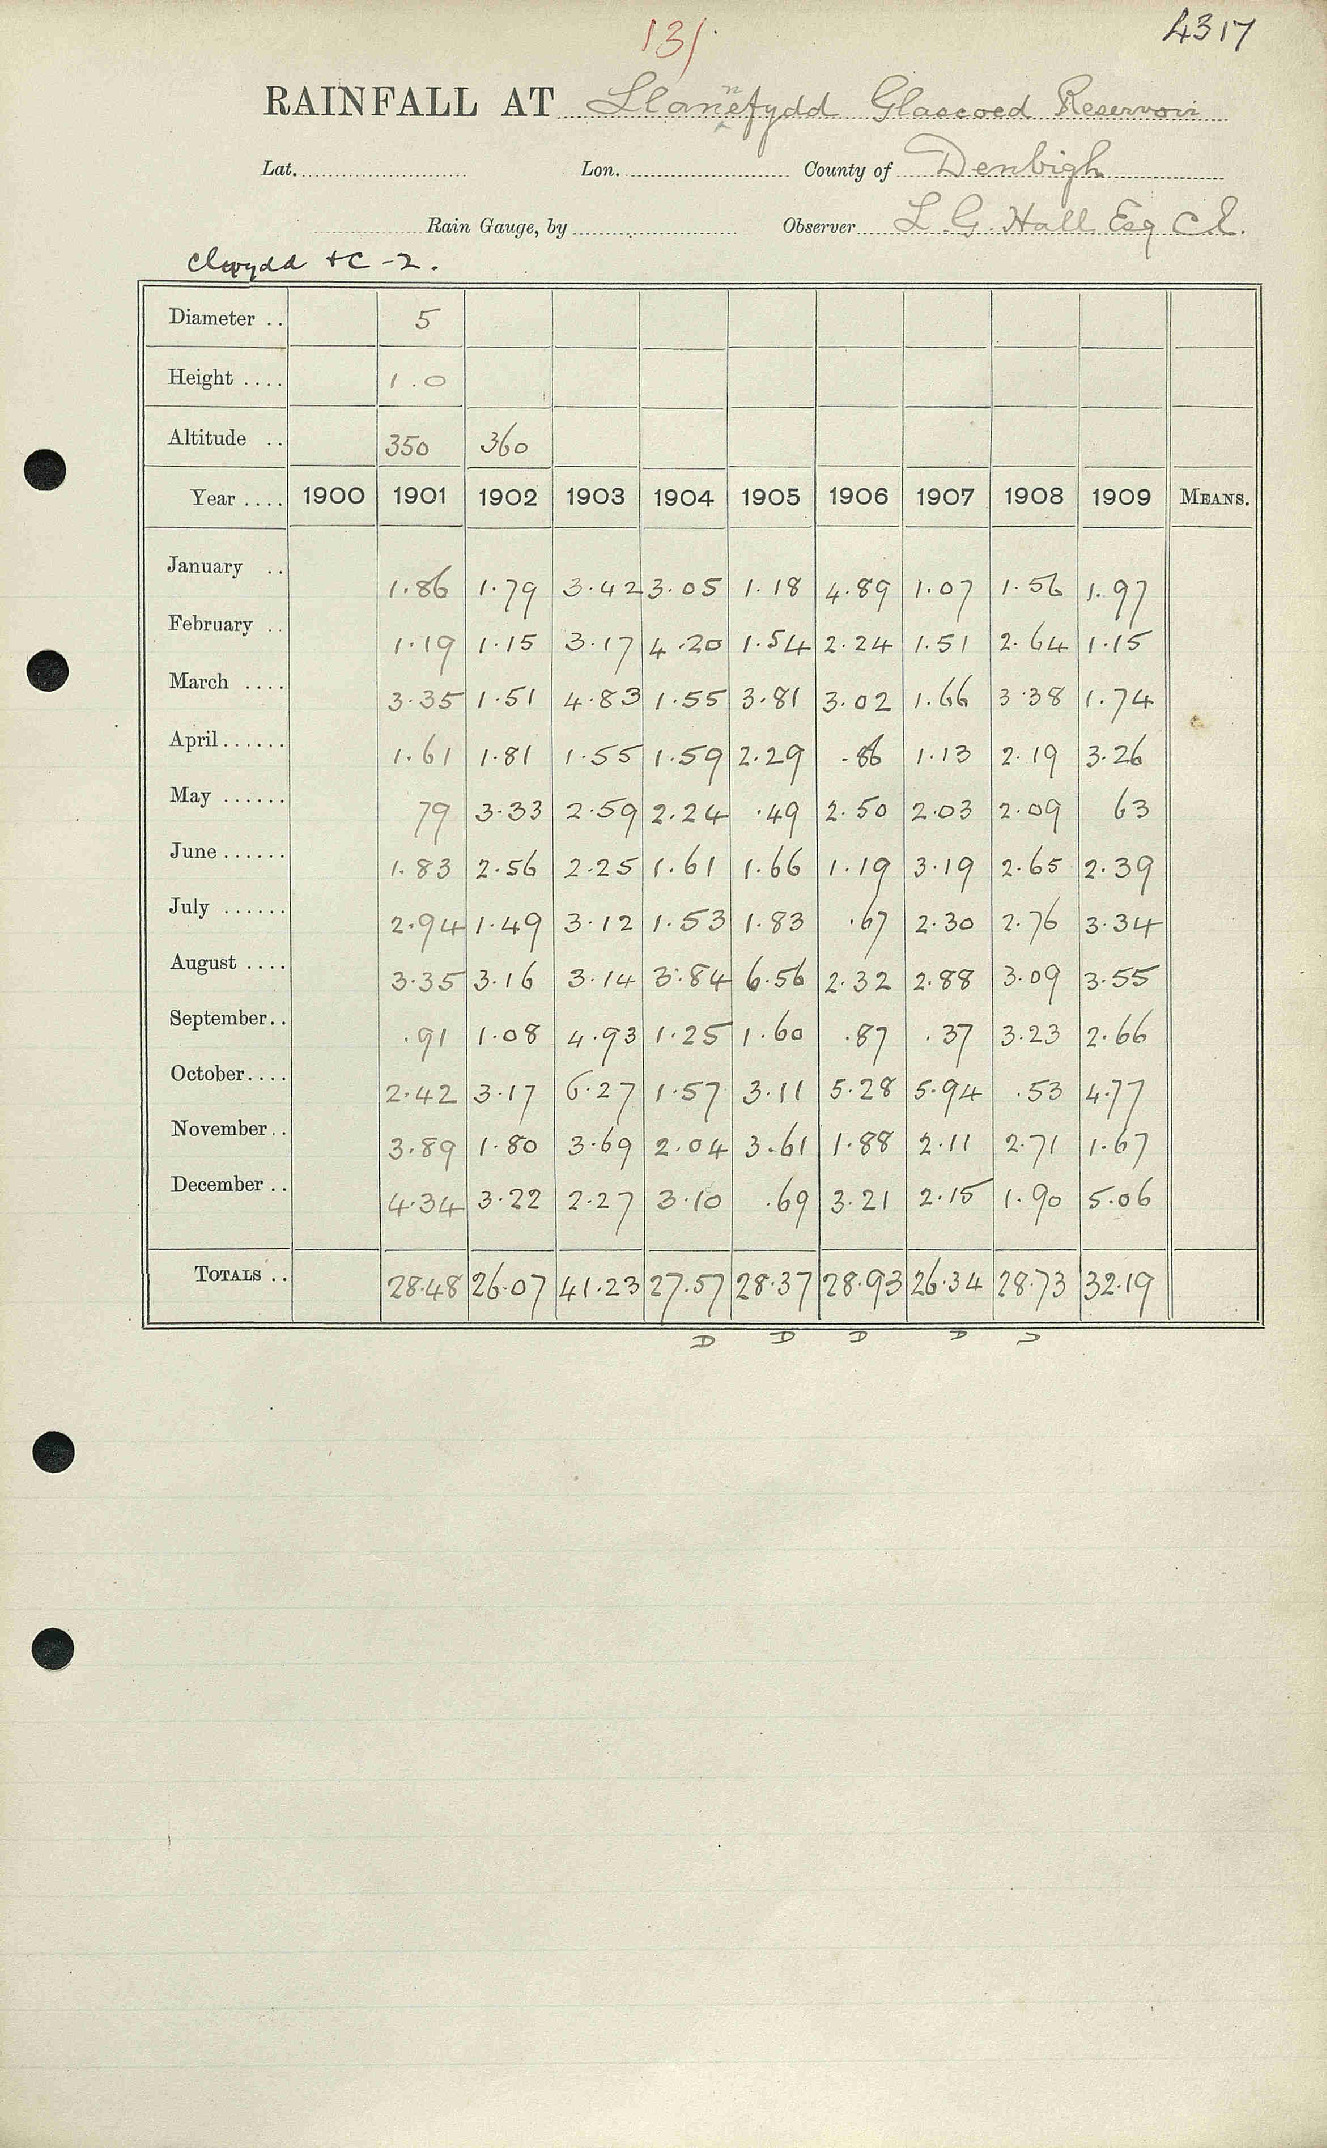 131
4317
RAINFALL AT Llannefydd Glascoed Reservoir
Lat. Lon. County of Denbigh
Rain Gauge, by Observer L. G. Hall Esq C.E.
Clwydd + C - 2.
Diameter .. 5
Height .... 1.0
Altitude .. 350 360
Year .... 1900 1901 1902 1903 1904 1905 1906 1907 1908 1909 MEANS.
January .. 1.86 1.79 3.42 3.05 1.18 4.89 1.07 1.56 1.97
February .. 1.19 1.15 3.17 4.20 1.54 2.24 1.51 2.64 1.15
March .... 3.35 1.51 4.83 1.55 3.81 3.02 1.66 3.38 1.74
April...... 1.61 1.81 1.55 1.59 2.29 .86 1.13 2.19 3.26
May ...... 79 3.33 2.59 2.24 .49 2.50 2.03 2.09 63
June...... 1.83 2.56 2.25 1.61 1.66 1.19 3.19 2.65 2.39
July ...... 2.94 1.49 3.12 1.53 1.83 .67 2.30 2.76 3.34
August .... 3.35 3.16 3.14 3.84 6.56 2.32 2.88 3.09 3.55
September.. .91 1.08 4.93 1.25 1.60 .87 .37 3.23 2.66
October.... 2.42 3.17 6.27 1.57 3.11 5.28 5.94 .53 4.77
November.. 3.89 1.80 3.69 2.04 3.61 1.88 2.11 2.71 1.67
December .. 4.34 3.22 2.27 3.10 .69 3.21 2.15 1.90 5.06
TOTALS .. 28.48 26.07 41.23 27.57 28.37 28.93 26.34 28.73 32.19
D D D D D